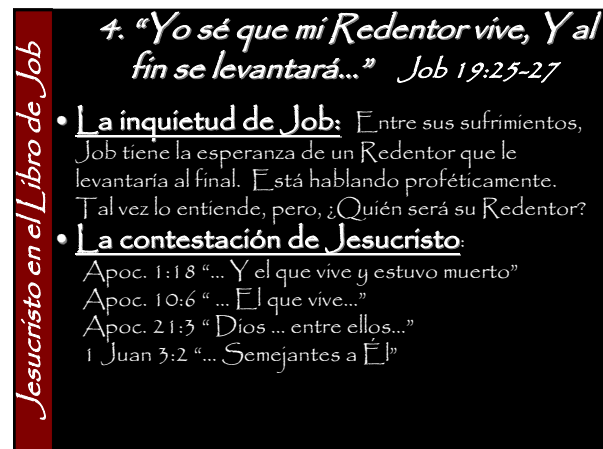 Jesucristo en el Libro de Job
4. “Yo sé que mi Redentor vive, Y al
fin se levantará...” Job 19:25-27
• La inquietud de Job: Entre sus sufrimientos,
Job tiene la esperanza de un Redentor que le
levantaría al final. Está hablando proféticamente.
Tal vez lo entiende, pero, ¿Quién será su Redentor?
• La contestación de Jesucristo:
Apoc. 1:18 “... Y el que vive y estuvo muerto”
Apoc. 10:6 “ ... El que vive...”
Apoc. 21:3 “ Dios ... entre ellos...”
1 Juan 3:2 “... Semejantes a Él”